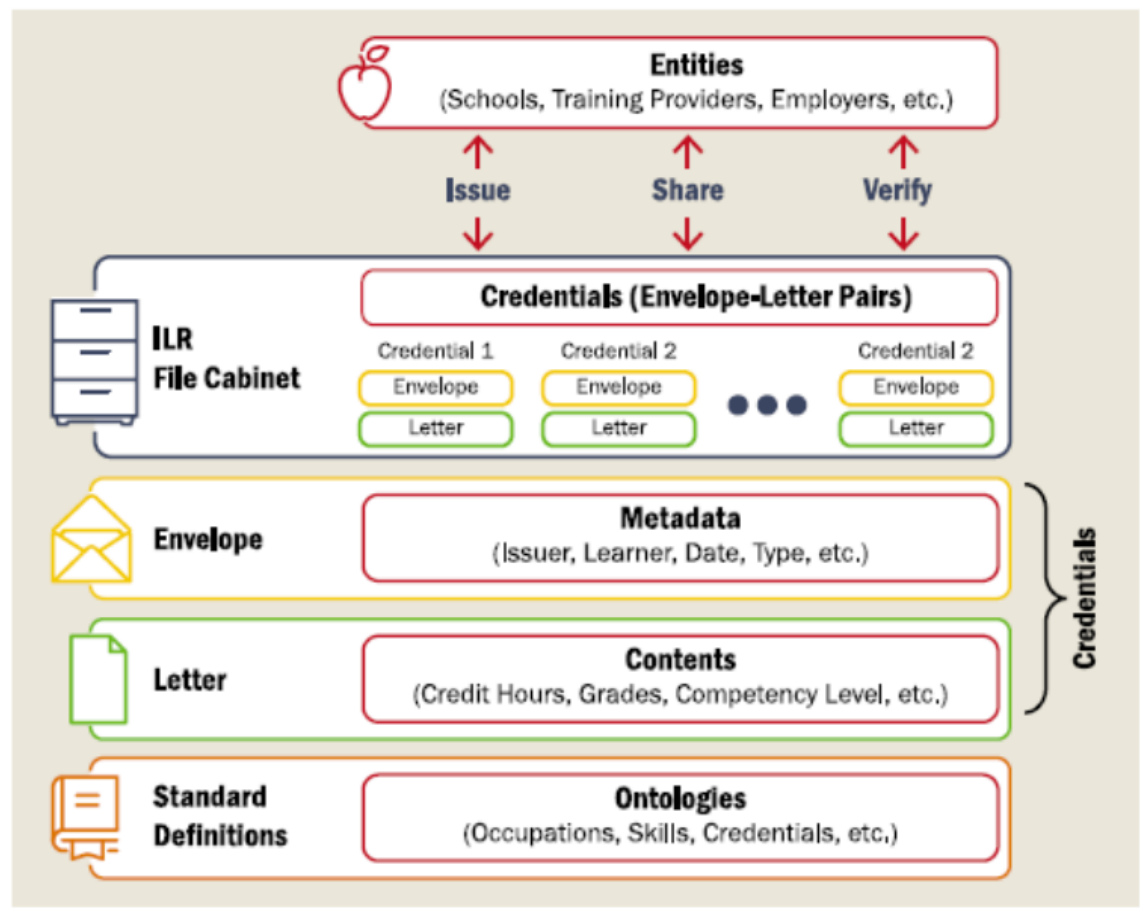 Entities
(Schools, Training Providers, Employers, etc.)
Issue
Share
Verify
ILR
File Cabinet
Credentials (Envelope-Letter Pairs)
Credential 1
Credential 2
Credential 2
Envelope
Envelope
Envelope
Letter
Letter
Letter
Envelope
Metadata
(Issuer, Learner, Date, Type, etc.)
Letter
Contents
(Credit Hours, Grades, Competency Level, etc.)
Credentials
Standard
Definitions
Ontologies
(Occupations, Skills, Credentials, etc.)